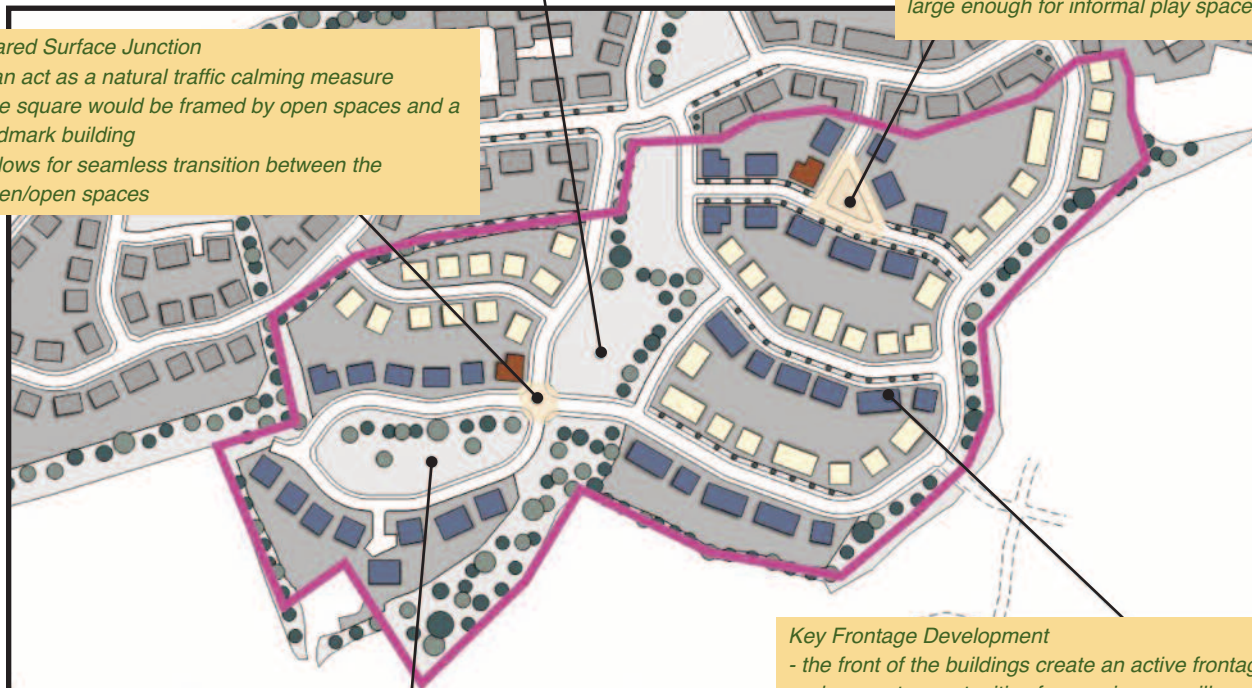 large enough for informal play space
ared Surface Junction
an act as a natural traffic calming measure
e square would be framed by open spaces and a
dmark building
lows for seamless transition between the
en/open spaces
Key Frontage Development
- the front of the buildings create an active frontag